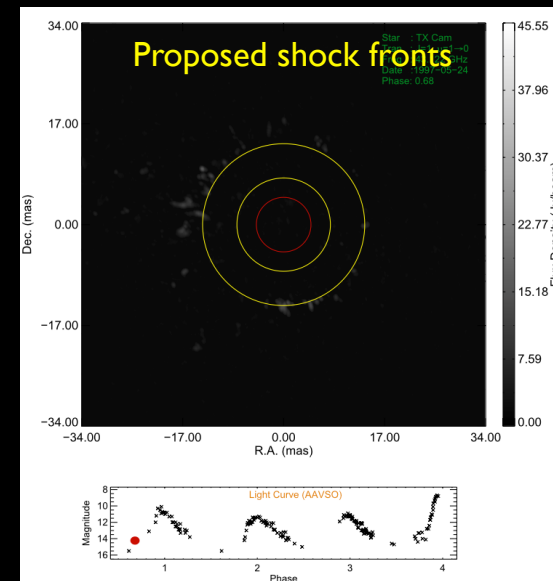 Proposed shock fronts
Star : TX Cam
Date :1997-05-24
Phase: 0.68
34.00
17.00
0.00
−17.00
−34.00
Dec. (mas)
−34.00
−17.00
0.00
17.00
34.00
R.A. (mas)
45.55
37.96
30.37
22.77
15.18
7.59
0.00
Light Curve (AAVSO)
Magnitude
8
10
12
14
16
1
2
3
4
Phase